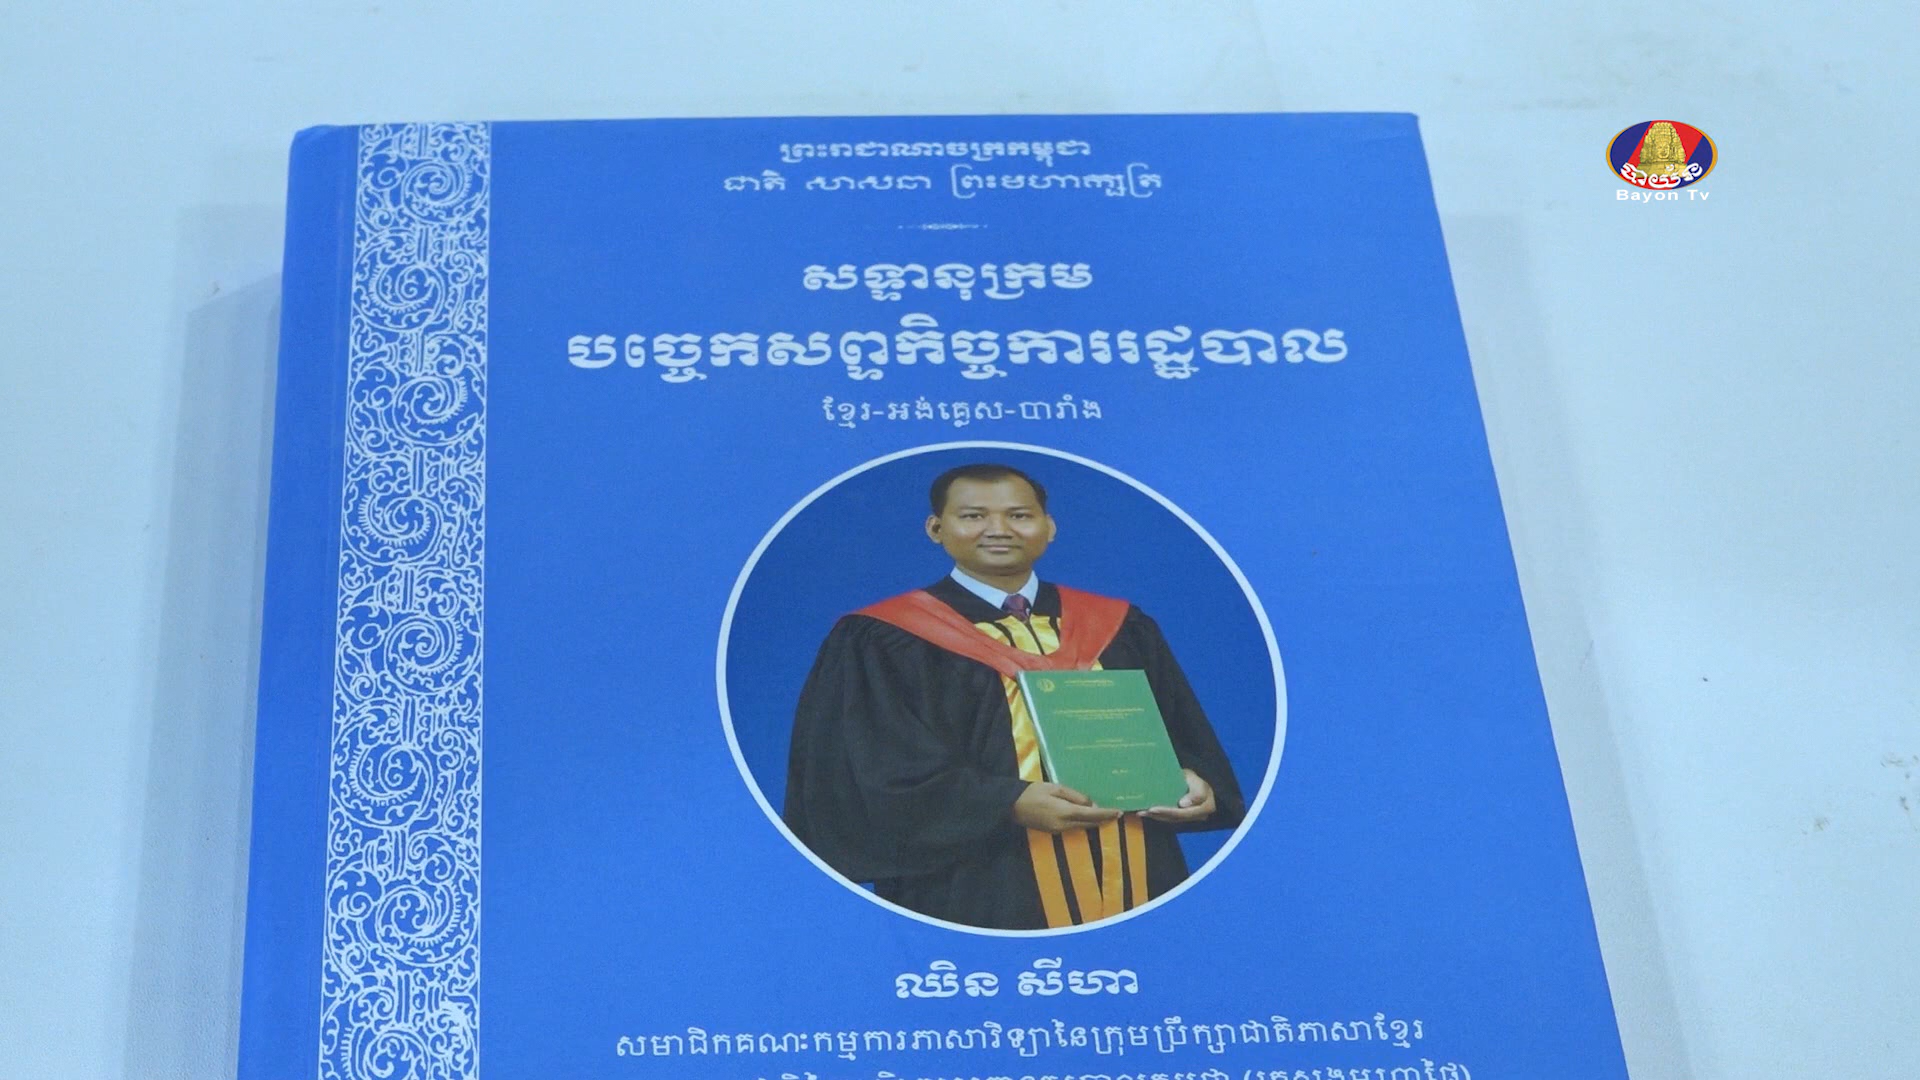 ព្រះរាជាណាចក្រកម្ពុជា
ជាតិ សាសនា ព្រះមហាក្សត្រ
សទ្ទានុក្រម
បច្ចេកសព្ទកិច្ចការរដ្ឋបាល
ខ្មែរ-អង់គ្លេស-បារាំង
ឈិន សីហា
សមាជិកគណៈកម្មការភាសាវិទ្យានៃក្រុមប្រឹក្សាជាតិភាសាខ្មែរ
បាយ័ន
Bayon Tv